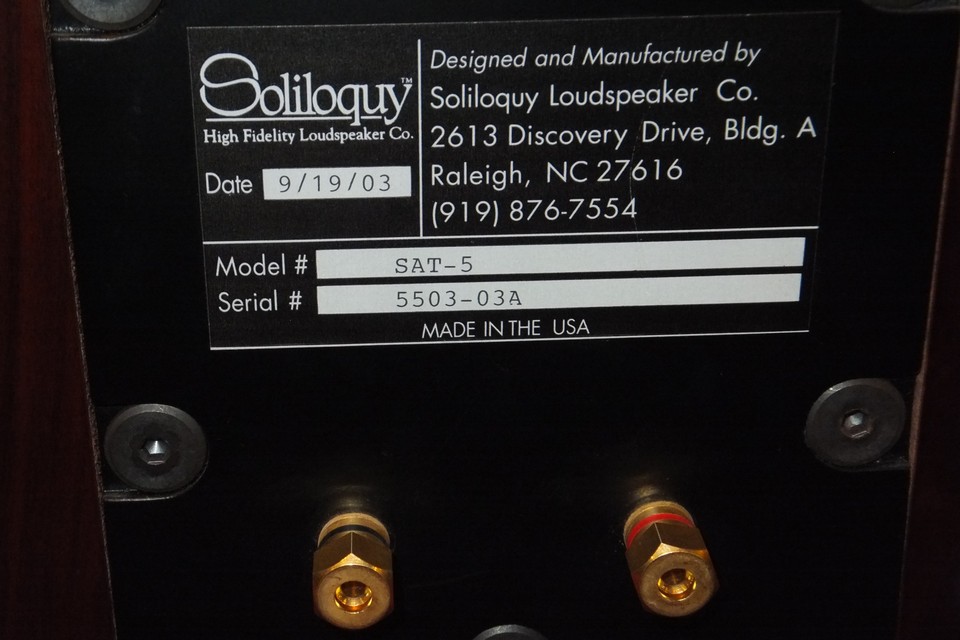 Soliloquy™
High Fidelity Loudspeaker Co.
Date 9/19/03
Designed and Manufactured by
Soliloquy Loudspeaker Co.
2613 Discovery Drive, Bldg. A
Raleigh, NC 27616
(919) 876-7554
Model # SAT-5
Serial # 5503-03A
MADE IN THE USA